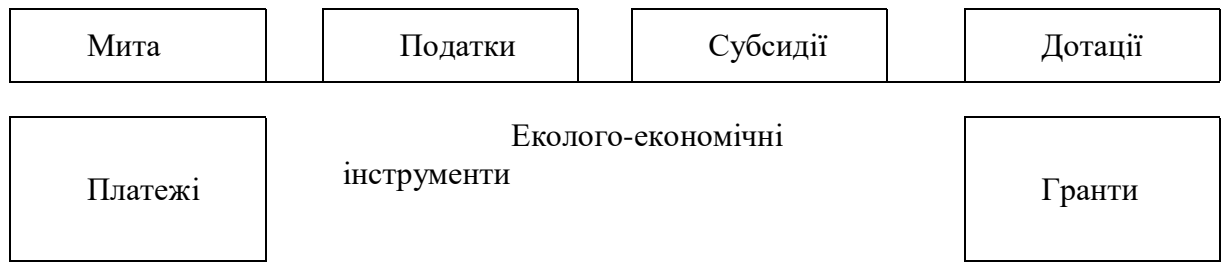 Мита Податки Субсидії Дотації
Еколого-економічні
інструменти
Платежі Гранти